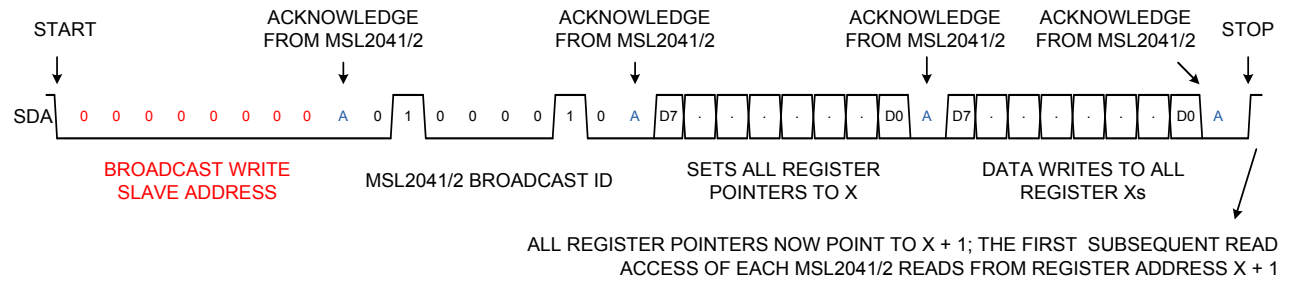 START
ACKNOWLEDGE
FROM MSL2041/2
ACKNOWLEDGE
FROM MSL2041/2
ACKNOWLEDGE
FROM MSL2041/2
ACKNOWLEDGE
FROM MSL2041/2
STOP
SDA 0 0 0 0 0 0 0 0 A 0 1 0 0 0 0 1 0 A D7 . . . . . . D0 A D7 . . . . . . D0 A
BROADCAST WRITE
SLAVE ADDRESS
MSL2041/2 BROADCAST ID
SETS ALL REGISTER
POINTERS TO X
DATA WRITES TO ALL
REGISTER Xs
ALL REGISTER POINTERS NOW POINT TO X + 1; THE FIRST SUBSEQUENT READ
ACCESS OF EACH MSL2041/2 READS FROM REGISTER ADDRESS X + 1